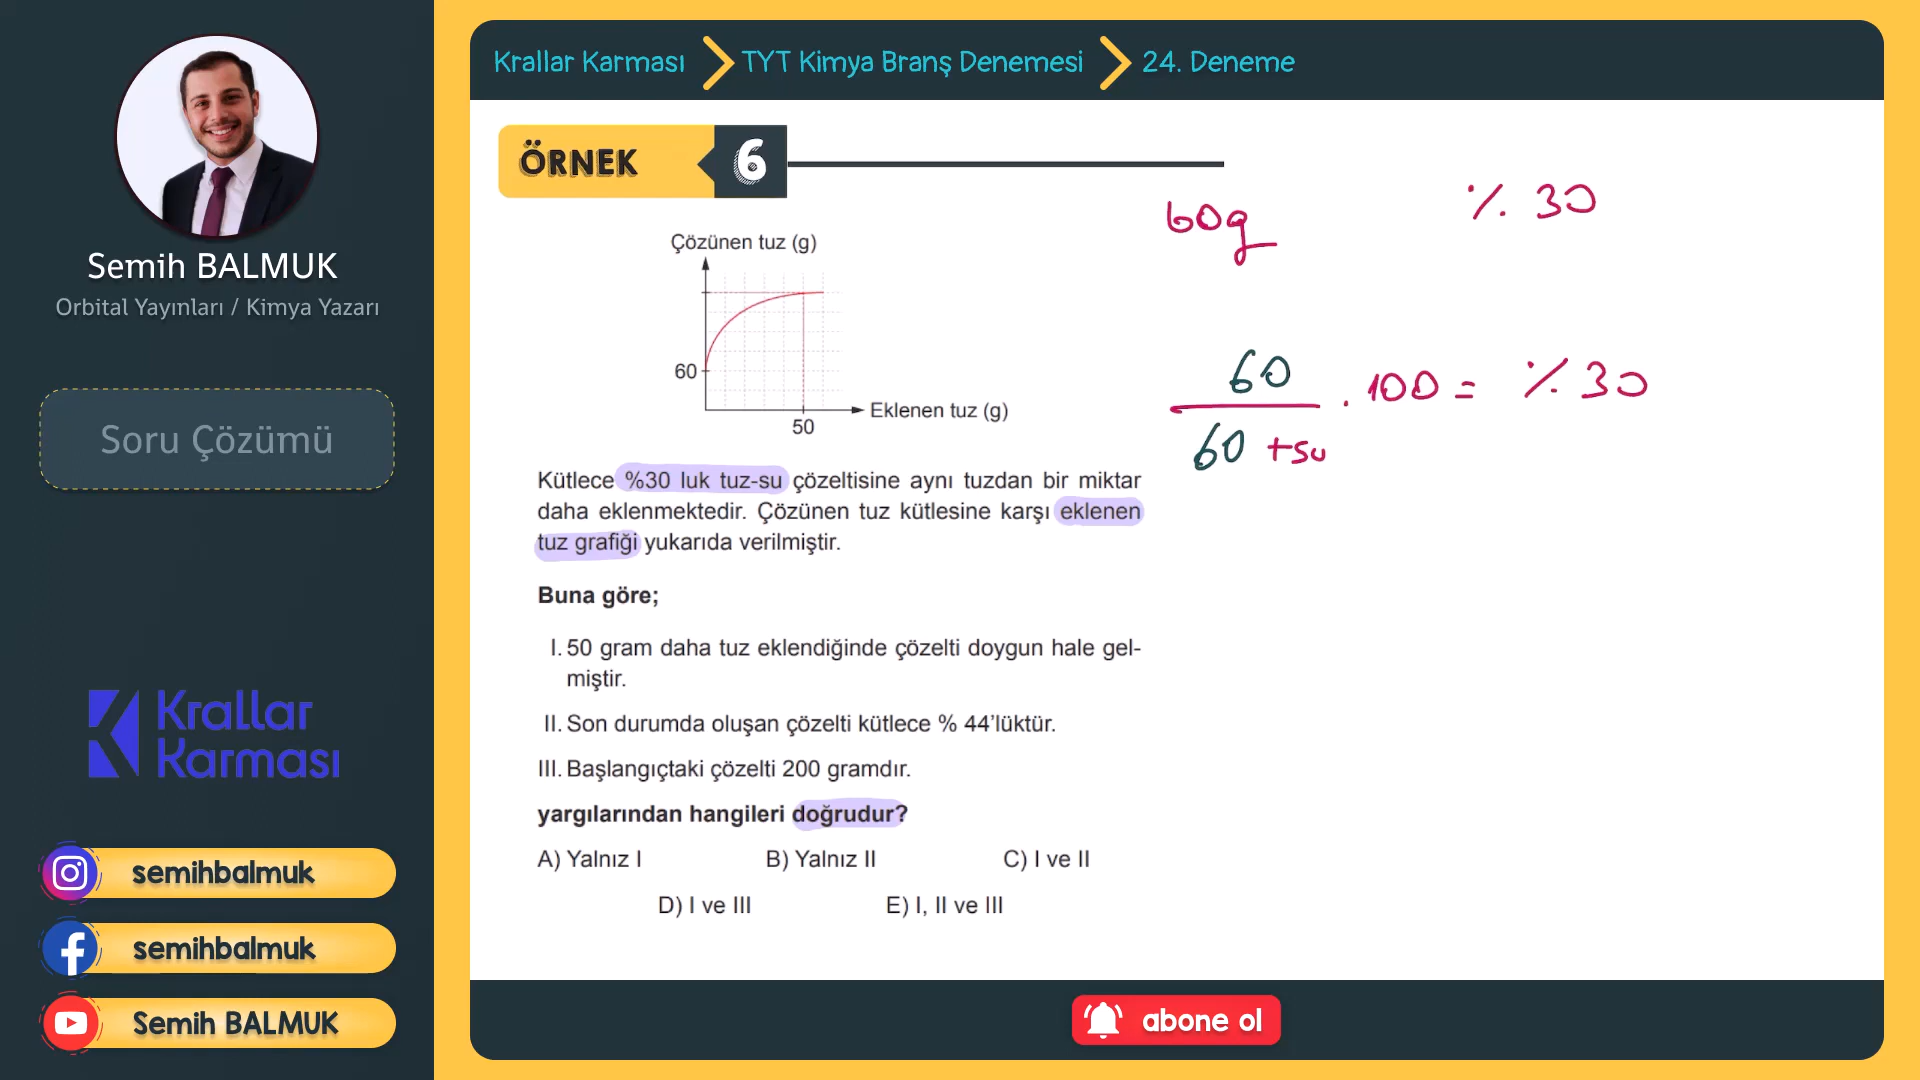 Krallar Karması TYT Kimya Branş Denemesi 24. Deneme
Semih BALMUK
Orbital Yayınları / Kimya Yazarı
Soru Çözümü
Krallar
Karması
semihbalmuk
semihbalmuk
Semih BALMUK
ÖRNEK 6
Çözünen tuz (g)
60
50
Eklenen tuz (g)
Kütlece %30 luk tuz-su çözeltisine aynı tuzdan bir miktar
daha eklenmektedir. Çözünen tuz kütlesine karşı eklenen
tuz grafiği yukarıda verilmiştir.
Buna göre;
I. 50 gram daha tuz eklendiğinde çözelti doygun hale gel-
miştir.
II. Son durumda oluşan çözelti kütlece % 44'lüktür.
III. Başlangıçtaki çözelti 200 gramdır.
yargılarından hangileri doğrudur?
A) Yalnız I B) Yalnız II C) I ve II
D) I ve III E) I, II ve III
60g % 30
60
60 +su
. 100 = % 30
abone ol